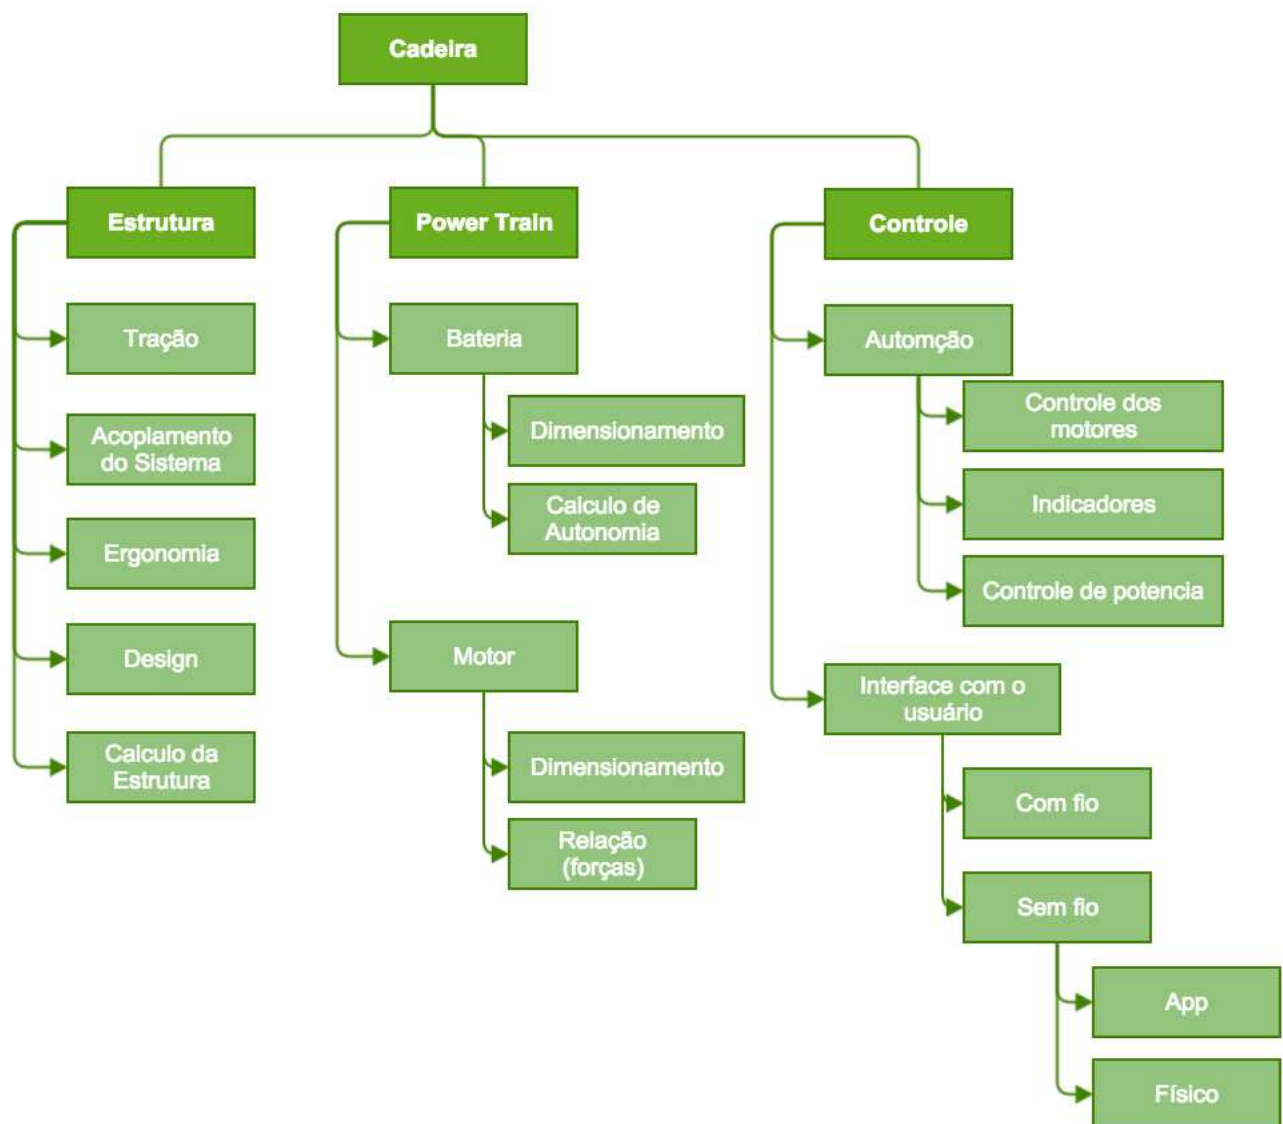 Cadeira
Estrutura
Power Train
Controle
Tração
Acoplamento
do Sistema
Ergonomia
Design
Calculo da
Estrutura
Bateria
Dimensionamento
Calculo de
Autonomia
Motor
Dimensionamento
Relação
(forças)
Automção
Controle dos
motores
Indicadores
Controle de potencia
Interface com o
usuário
Com fio
Sem fio
App
Físico